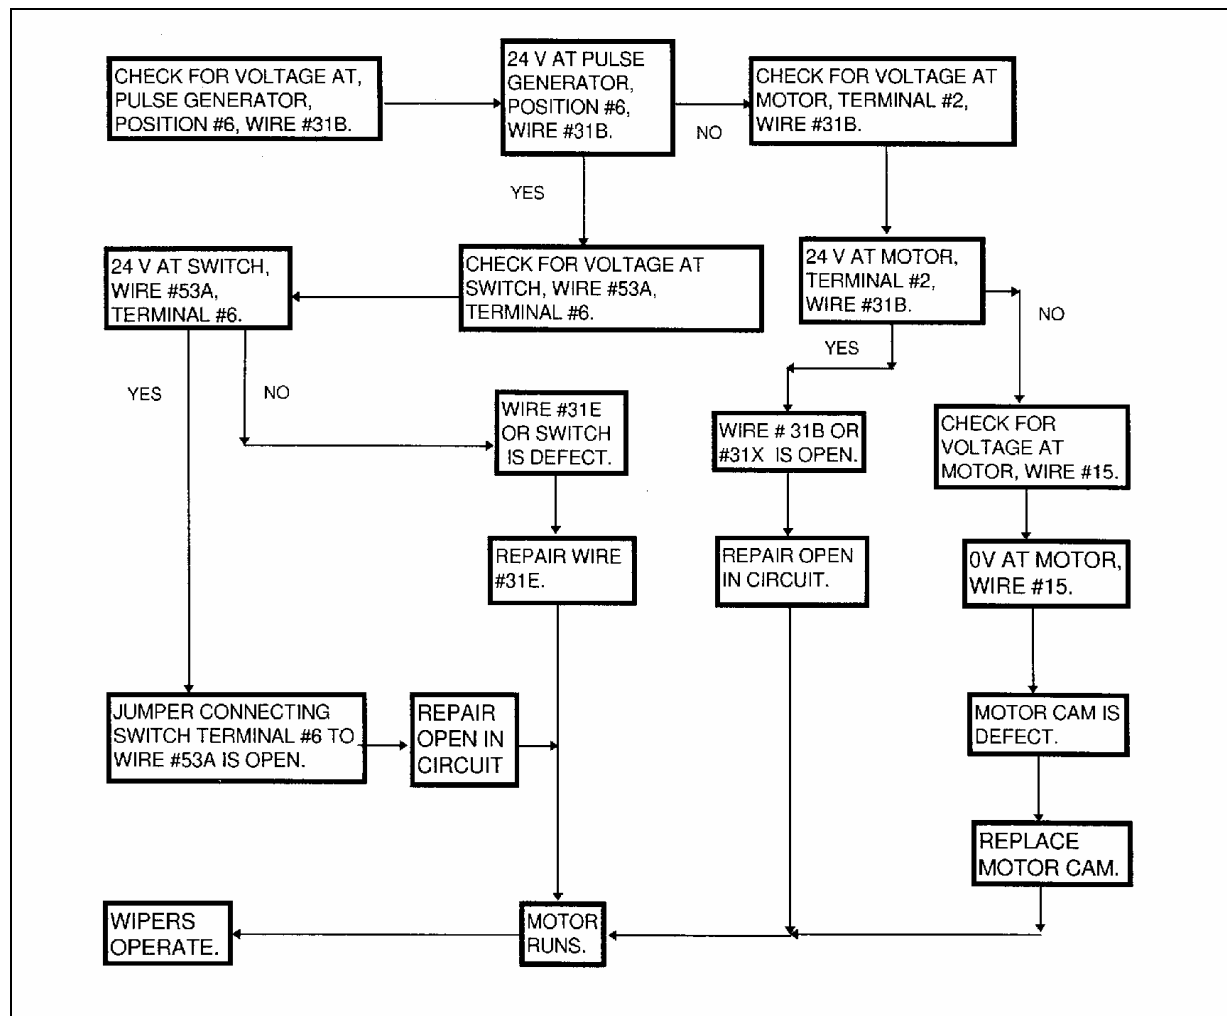 CHECK FOR VOLTAGE AT,
PULSE GENERATOR,
POSITION #6, WIRE #31B.
24 V AT PULSE
GENERATOR,
POSITION #6,
WIRE #31B.
NO
CHECK FOR VOLTAGE AT
MOTOR, TERMINAL #2,
WIRE #31B.
YES
24 V AT SWITCH,
WIRE #53A,
TERMINAL #6.
CHECK FOR VOLTAGE AT
SWITCH, WIRE #53A,
TERMINAL #6.
24 V AT MOTOR,
TERMINAL #2,
WIRE #31B.
NO
YES
YES
NO
WIRE #31E
OR SWITCH
IS DEFECT.
WIRE # 31B OR
#31X IS OPEN.
CHECK FOR
VOLTAGE AT
MOTOR, WIRE #15.
REPAIR WIRE
#31E.
REPAIR OPEN
IN CIRCUIT.
0V AT MOTOR,
WIRE #15.
JUMPER CONNECTING
SWITCH TERMINAL #6 TO
WIRE #53A IS OPEN.
REPAIR
OPEN IN
CIRCUIT
MOTOR CAM IS
DEFECT.
REPLACE
MOTOR CAM.
WIPERS
OPERATE.
MOTOR
RUNS.